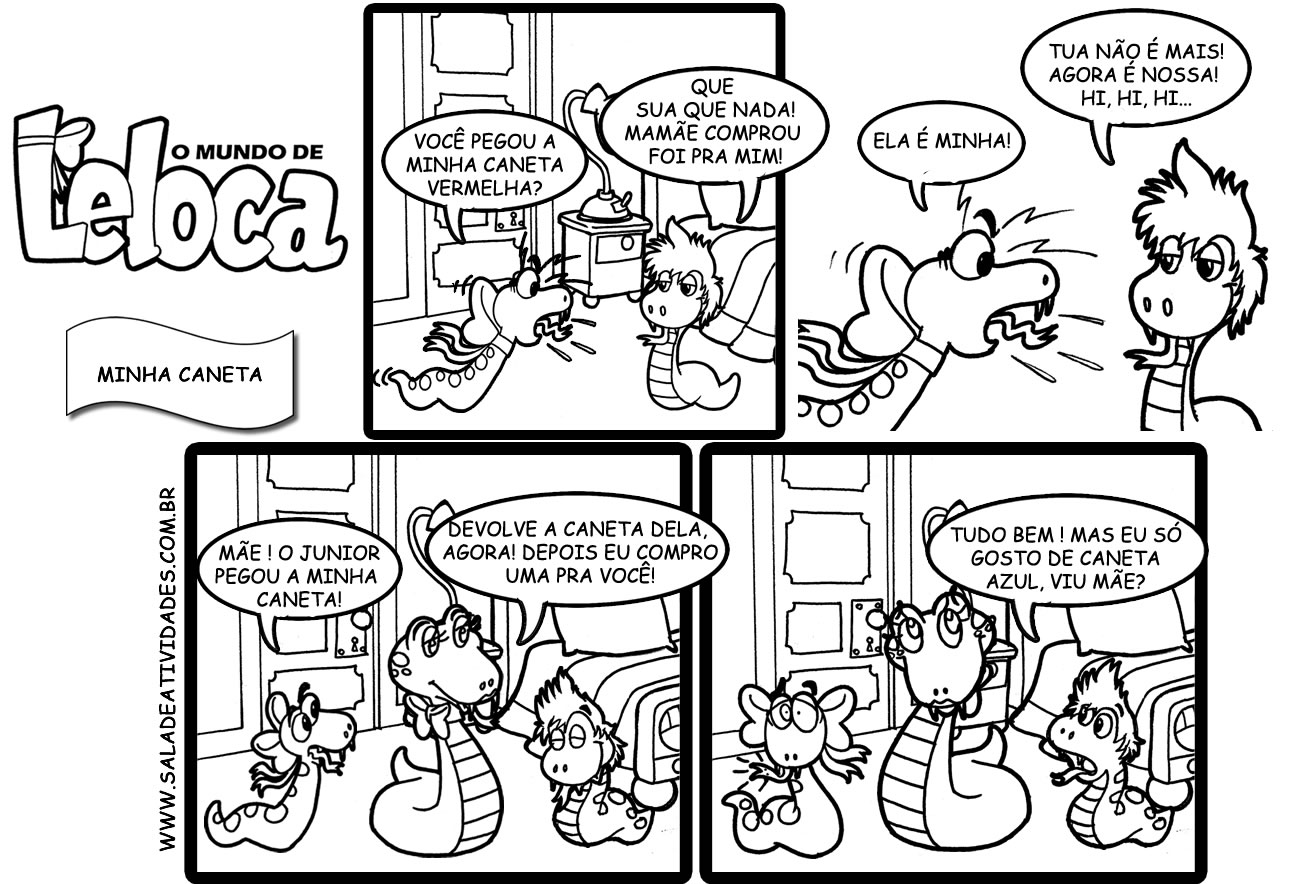 O MUNDO DE
Leloca
MINHA CANETA
VOCÊ PEGOU A
MINHA CANETA
VERMELHA?
QUE
SUA QUE NADA!
MAMÃE COMPROU
FOI PRA MIM!
ELA É MINHA!
TUA NÃO É MAIS!
AGORA É NOSSA!
HI, HI, HI...
WWW.SALADEATIVIDADES.COM.BR
MÃE ! O JUNIOR
PEGOU A MINHA
CANETA!
DEVOLVE A CANETA DELA,
AGORA! DEPOIS EU COMPRO
UMA PRA VOCÊ!
TUDO BEM ! MAS EU SÓ
GOSTO DE CANETA
AZUL, VIU MÃE?